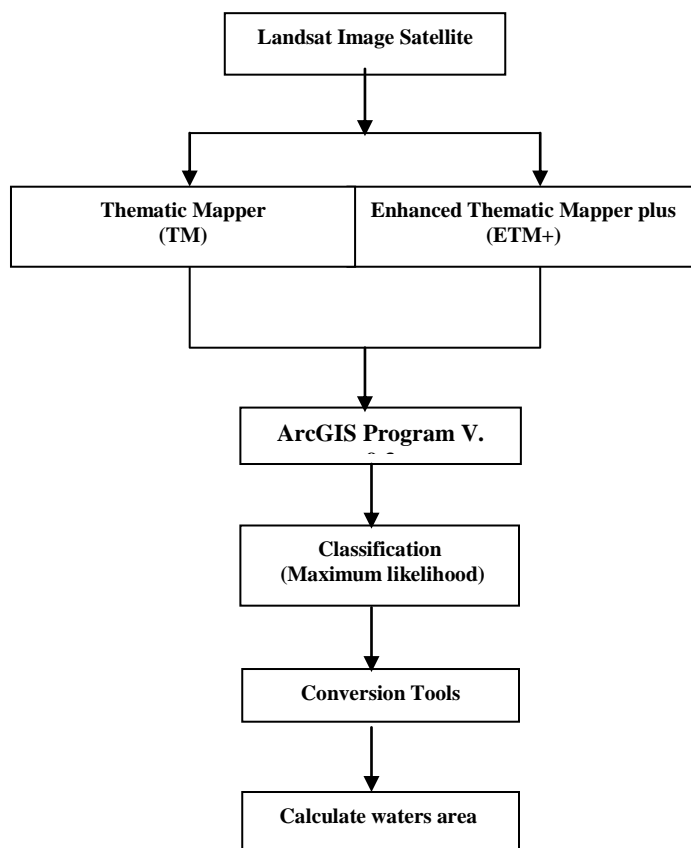 Landsat Image Satellite
Thematic Mapper
(TM)
Enhanced Thematic Mapper plus
(ETM+)
ArcGIS Program V.
Classification
(Maximum likelihood)
Conversion Tools
Calculate waters area